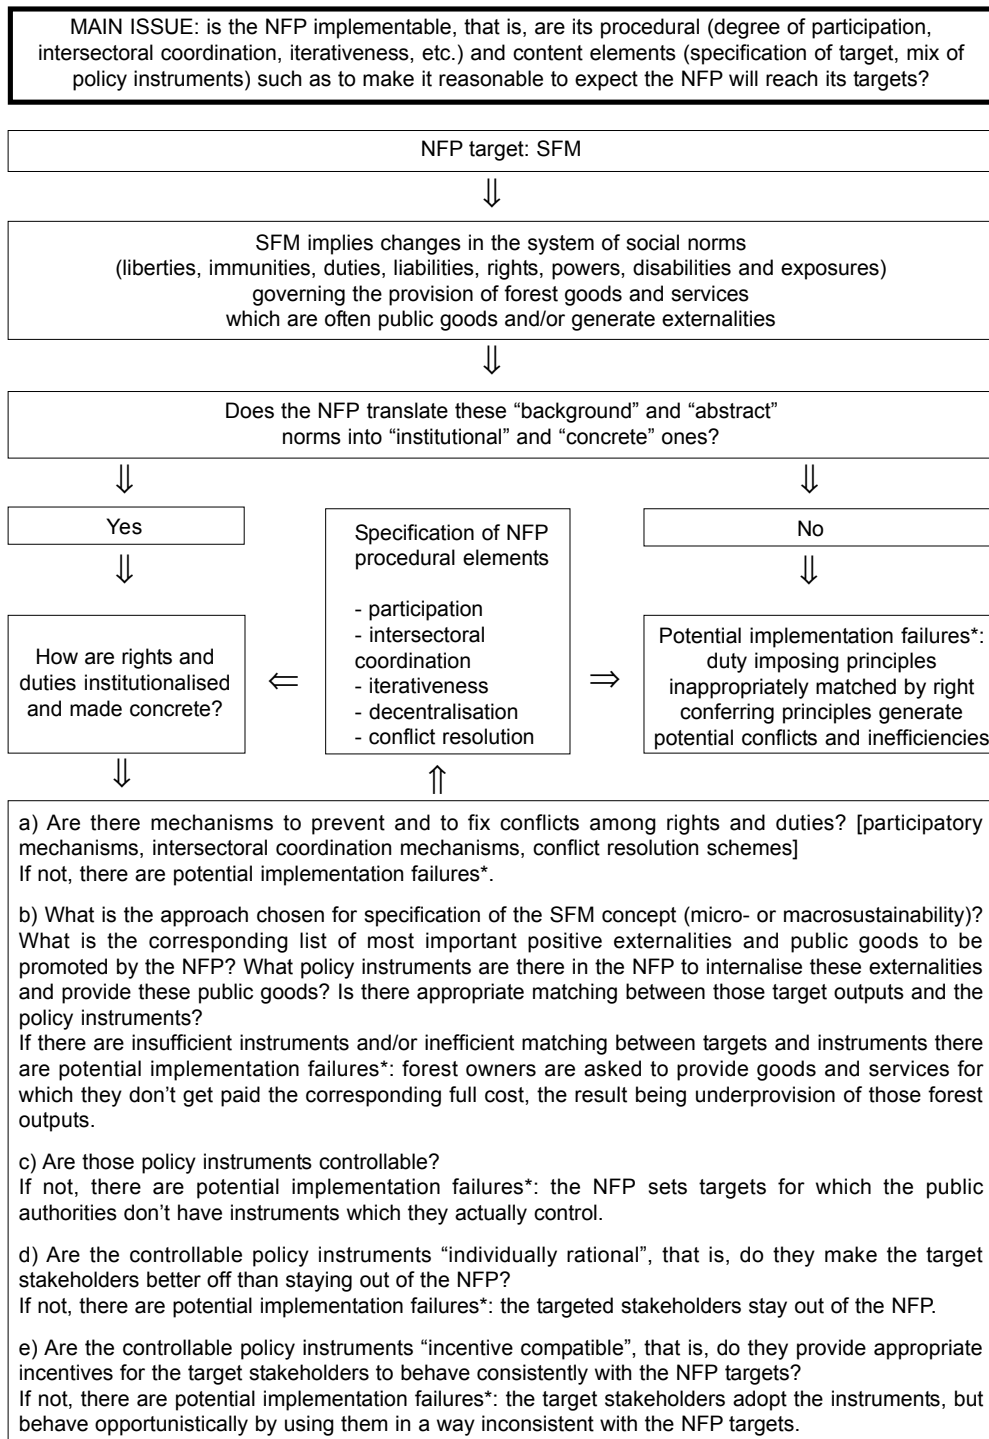 MAIN ISSUE: is the NFP implementable, that is, are its procedural (degree of participation,
intersectoral coordination, iterativeness, etc.) and content elements (specification of target, mix of
policy instruments) such as to make it reasonable to expect the NFP will reach its targets?
NFP target: SFM
⇓
SFM implies changes in the system of social norms
(liberties, immunities, duties, liabilities, rights, powers, disabilities and exposures)
governing the provision of forest goods and services
which are often public goods and/or generate externalities
⇓
Does the NFP translate these “background” and “abstract”
norms into “institutional” and “concrete” ones?
⇓ ⇓
Yes
⇓
How are rights and
duties institutionalised
and made concrete?
⇐
Specification of NFP
procedural elements
- participation
- intersectoral
coordination
- iterativeness
- decentralisation
- conflict resolution
⇒
No
⇓
Potential implementation failures*:
duty imposing principles
inappropriately matched by right
conferring principles generate
potential conflicts and inefficiencies
⇓ ⇑
a) Are there mechanisms to prevent and to fix conflicts among rights and duties? [participatory
mechanisms, intersectoral coordination mechanisms, conflict resolution schemes]
If not, there are potential implementation failures*.
b) What is the approach chosen for specification of the SFM concept (micro- or macrosustainability)?
What is the corresponding list of most important positive externalities and public goods to be
promoted by the NFP? What policy instruments are there in the NFP to internalise these externalities
and provide these public goods? Is there appropriate matching between those target outputs and the
policy instruments?
If there are insufficient instruments and/or inefficient matching between targets and instruments there
are potential implementation failures*: forest owners are asked to provide goods and services for
which they don’t get paid the corresponding full cost, the result being underprovision of those forest
outputs.
c) Are those policy instruments controllable?
If not, there are potential implementation failures*: the NFP sets targets for which the public
authorities don’t have instruments which they actually control.
d) Are the controllable policy instruments “individually rational”, that is, do they make the target
stakeholders better off than staying out of the NFP?
If not, there are potential implementation failures*: the targeted stakeholders stay out of the NFP.
e) Are the controllable policy instruments “incentive compatible”, that is, do they provide appropriate
incentives for the target stakeholders to behave consistently with the NFP targets?
If not, there are potential implementation failures*: the target stakeholders adopt the instruments, but
behave opportunistically by using them in a way inconsistent with the NFP targets.